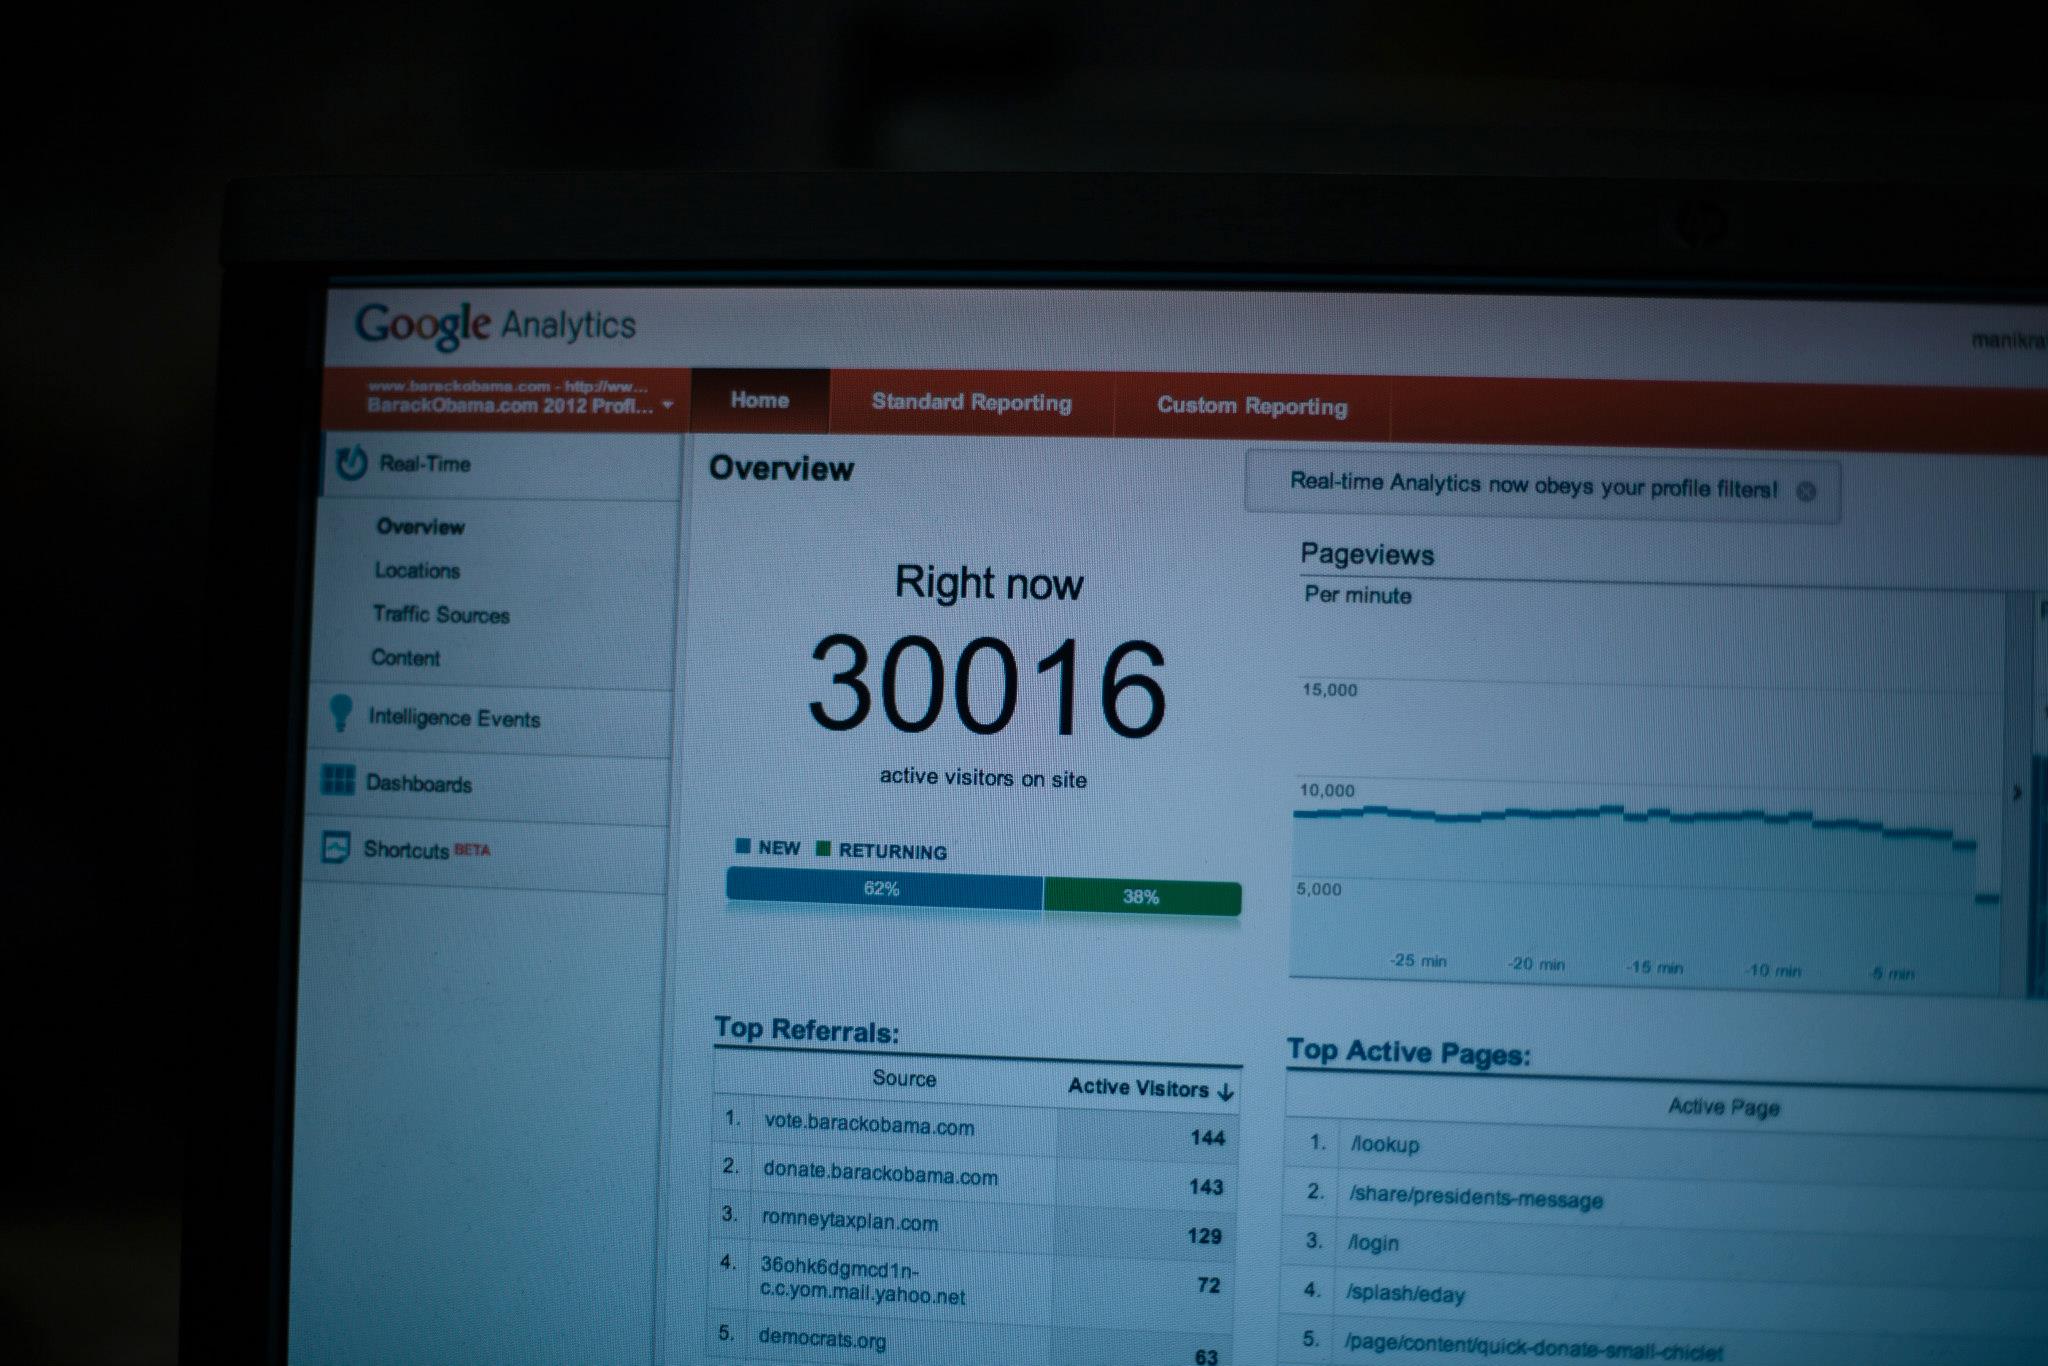 Google Analytics
www.barackobama.com - http://ww...
BarackObama.com 2012 Profi...
Home
Standard Reporting
Custom Reporting
Real-Time
Overview
Locations
Traffic Sources
Content
Intelligence Events
Dashboards
Shortcuts BETA
Overview
Real-time Analytics now obeys your profile filters!
Right now
30016
active visitors on site
NEW RETURNING
62% 38%
Pageviews
Per minute
15,000
10,000
5,000
-25 min -20 min -15 min -10 min -5 min
Top Referrals:
Source Active Visitors
1. vote.barackobama.com 144
2. donate.barackobama.com 143
3. romneytaxplan.com 129
4. 36ohk6dgmcd1n-
c.c.yom.mail.yahoo.net 72
5. democrats.org 63
Top Active Pages:
Active Page
1. /lookup
2. /share/presidents-message
3. /login
4. /splash/eday
5. /page/content/quick-donate-small-chiclet